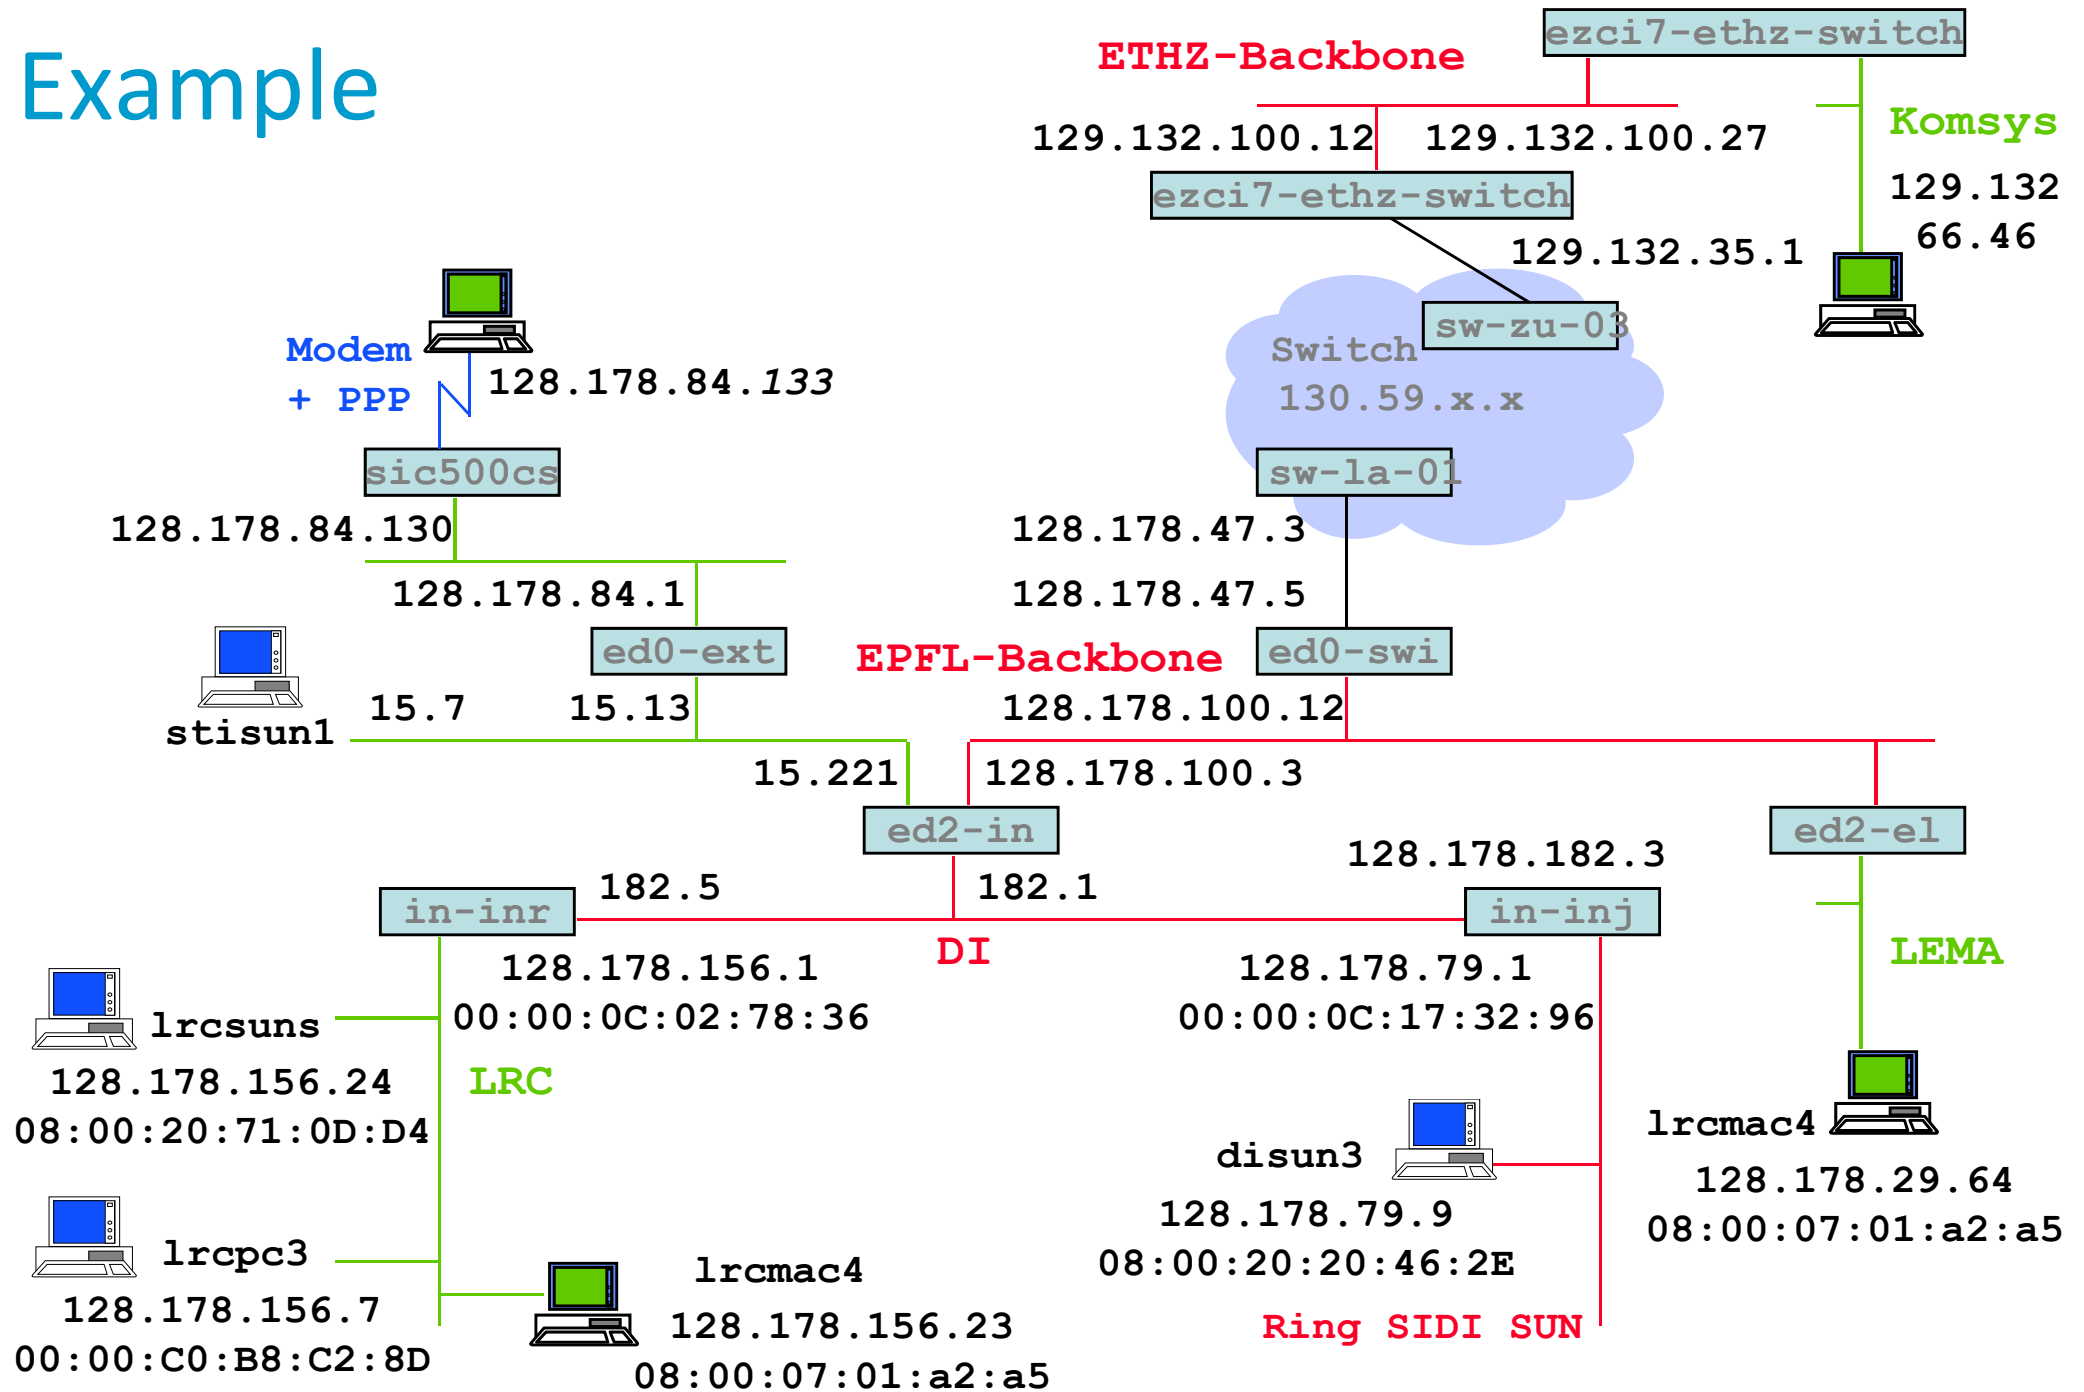 Example
ezci7-ethz-switch
ETHZ-Backbone
129.132.100.12
129.132.100.27
Komsys
129.132
66.46
ezci7-ethz-switch
129.132.35.1
sw-zu-03
Switch
130.59.x.x
sw-la-01
Modem
+ PPP
128.178.84.133
sic500cs
128.178.84.130
128.178.84.1
128.178.47.3
128.178.47.5
ed0-ext
EPFL-Backbone
ed0-swi
stisun1
15.7
15.13
128.178.100.12
15.221
128.178.100.3
ed2-in
ed2-el
128.178.182.3
182.5
182.1
in-inr
in-inj
DI
LEMA
128.178.156.1
00:00:0C:02:78:36
128.178.79.1
00:00:0C:17:32:96
lrcsuns
128.178.156.24
08:00:20:71:0D:D4
LRC
lrcmac4
128.178.29.64
08:00:07:01:a2:a5
disun3
128.178.79.9
08:00:20:20:46:2E
lrcpc3
128.178.156.7
00:00:C0:B8:C2:8D
lrcmac4
128.178.156.23
08:00:07:01:a2:a5
Ring SIDI SUN